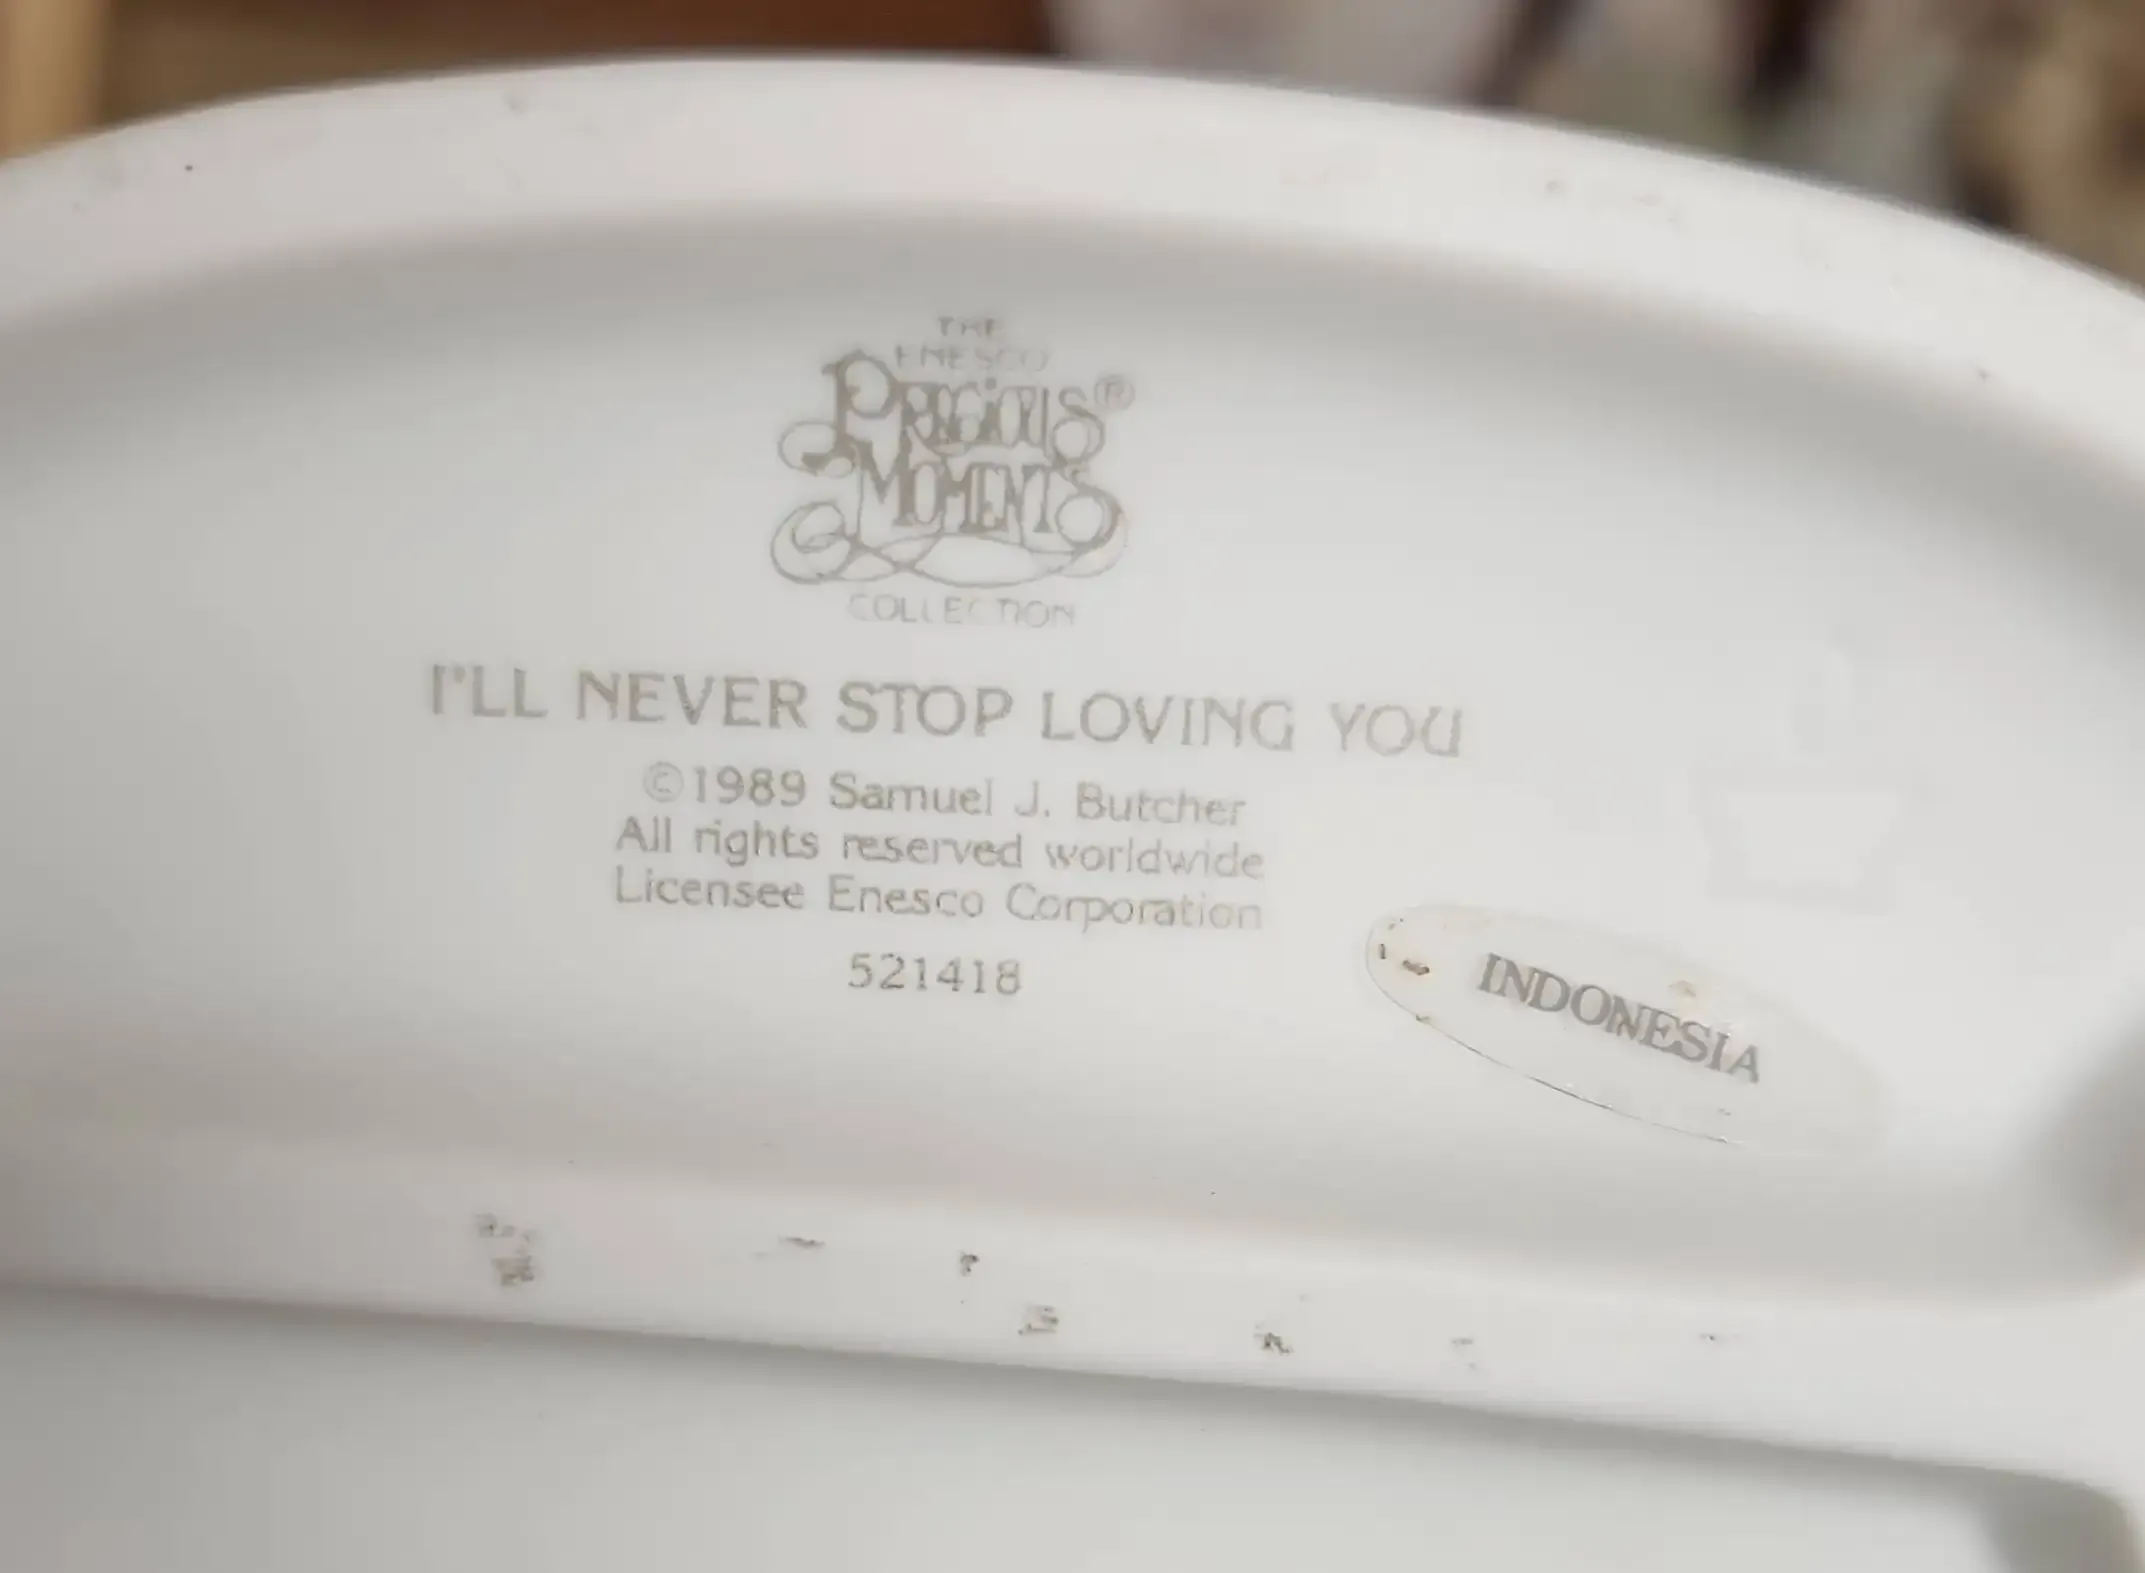 THE
ENESCO
PRECIOUS®
MOMENTS
COLLECTION
I'LL NEVER STOP LOVING YOU
©1989 Samuel J. Butcher
All rights reserved worldwide
Licensee Enesco Corporation
521418
INDONESIA